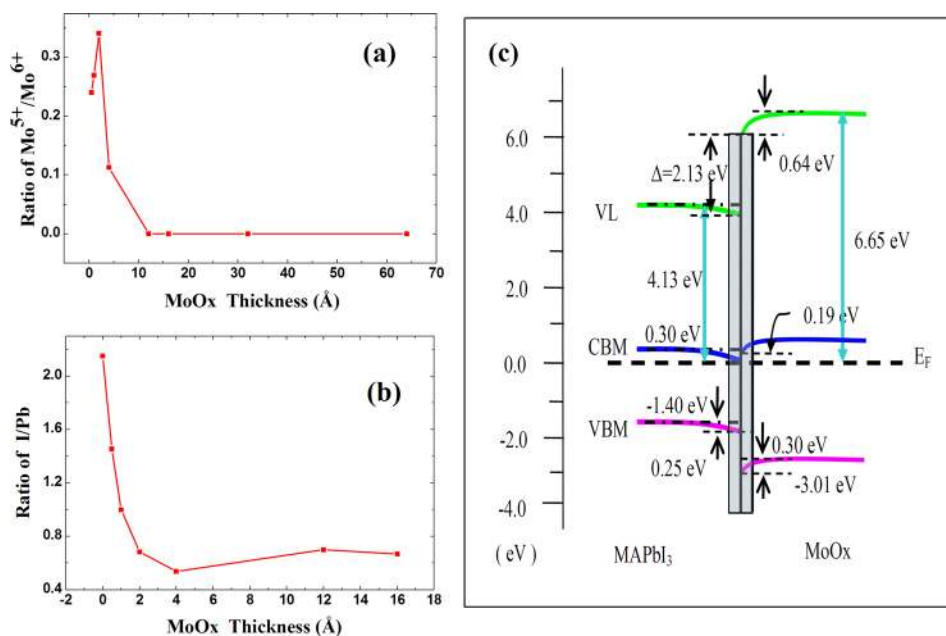 (a)
Ratio of Mo5+/Mo6+
0.3
0.2
0.1
0.0
0 10 20 30 40 50 60 70
MoOx Thickness (Å)
(b)
Ratio of I/Pb
2.0
1.6
1.2
0.8
0.4
-2 0 2 4 6 8 10 12 14 16 18
MoOx Thickness (Å)
(c)
6.0
4.0
2.0
0.0
-2.0
-4.0
( eV )
VL
CBM
VBM
Δ=2.13 eV
0.64 eV
4.13 eV
6.65 eV
0.30 eV
0.19 eV
EF
-1.40 eV
0.25 eV
0.30 eV
-3.01 eV
MAPbI3
MoOx